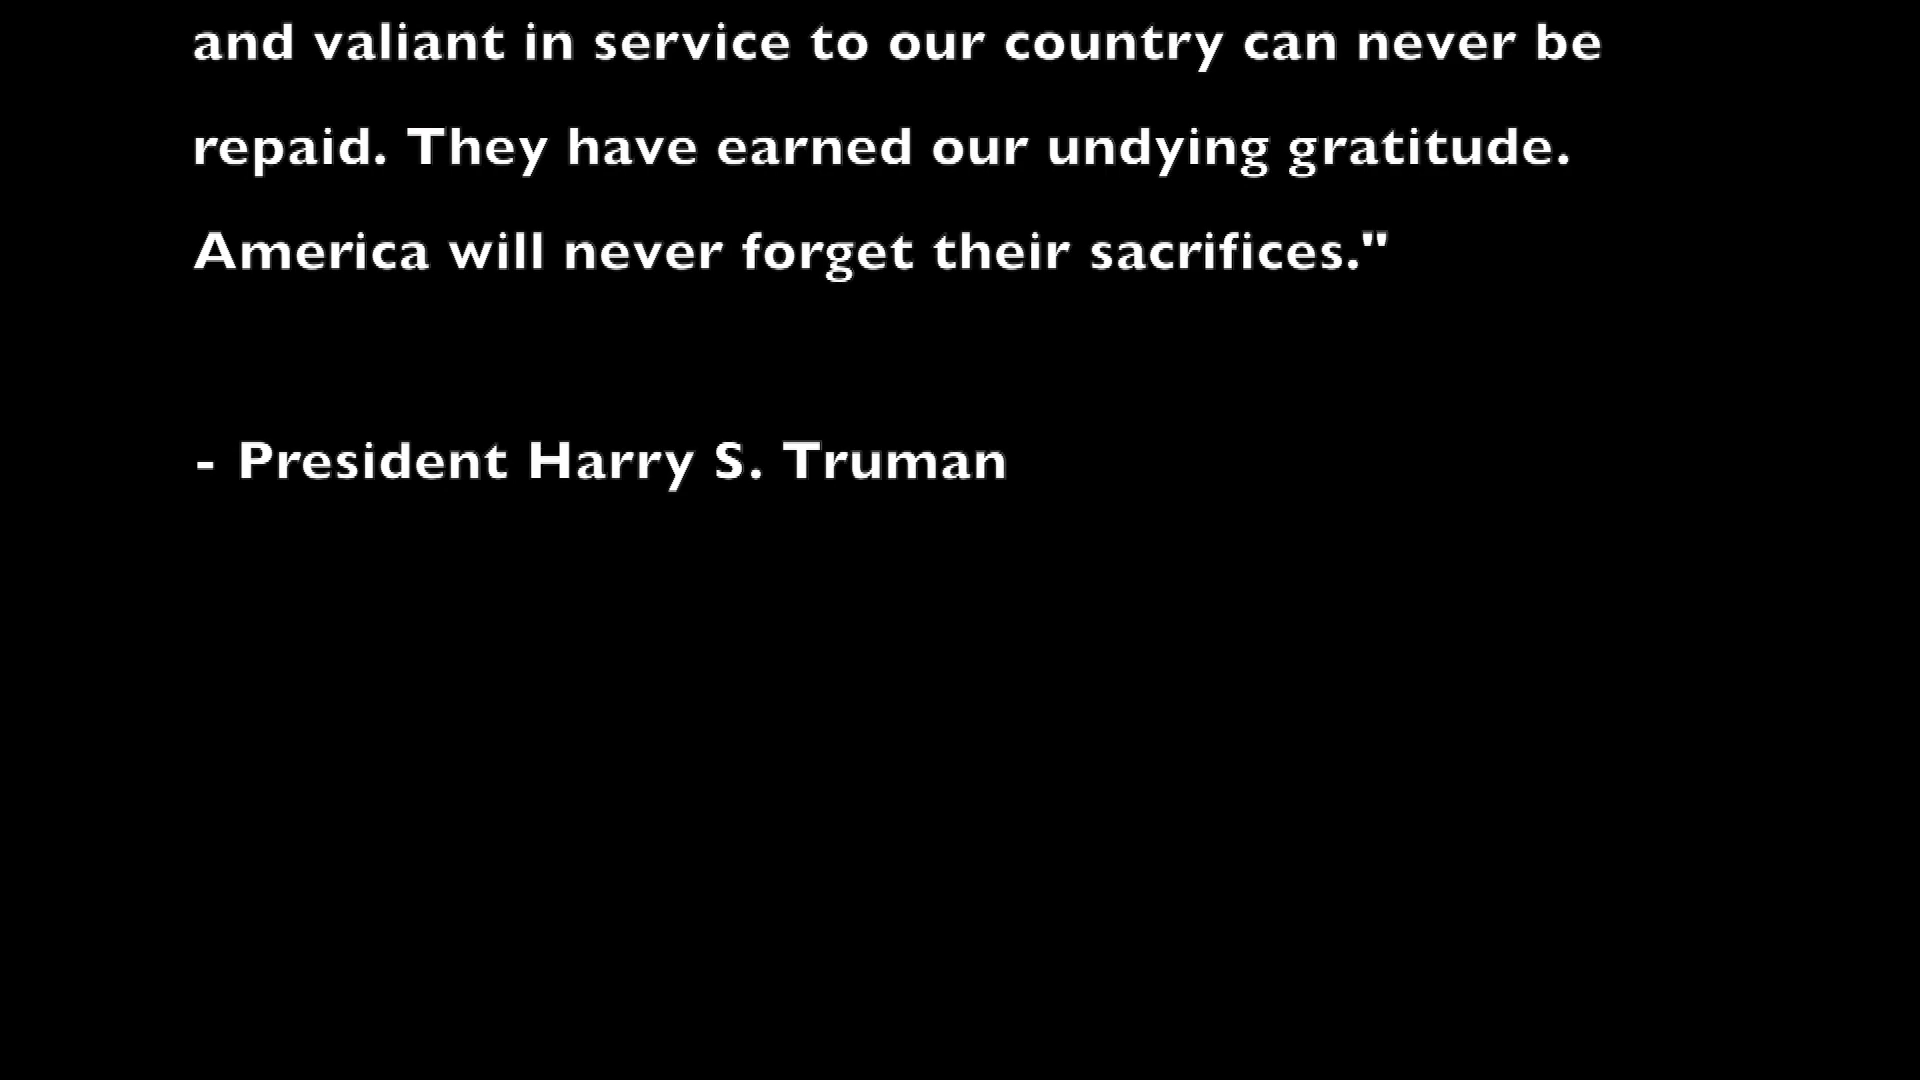 and valiant in service to our country can never be
repaid. They have earned our undying gratitude.
America will never forget their sacrifices."
- President Harry S. Truman